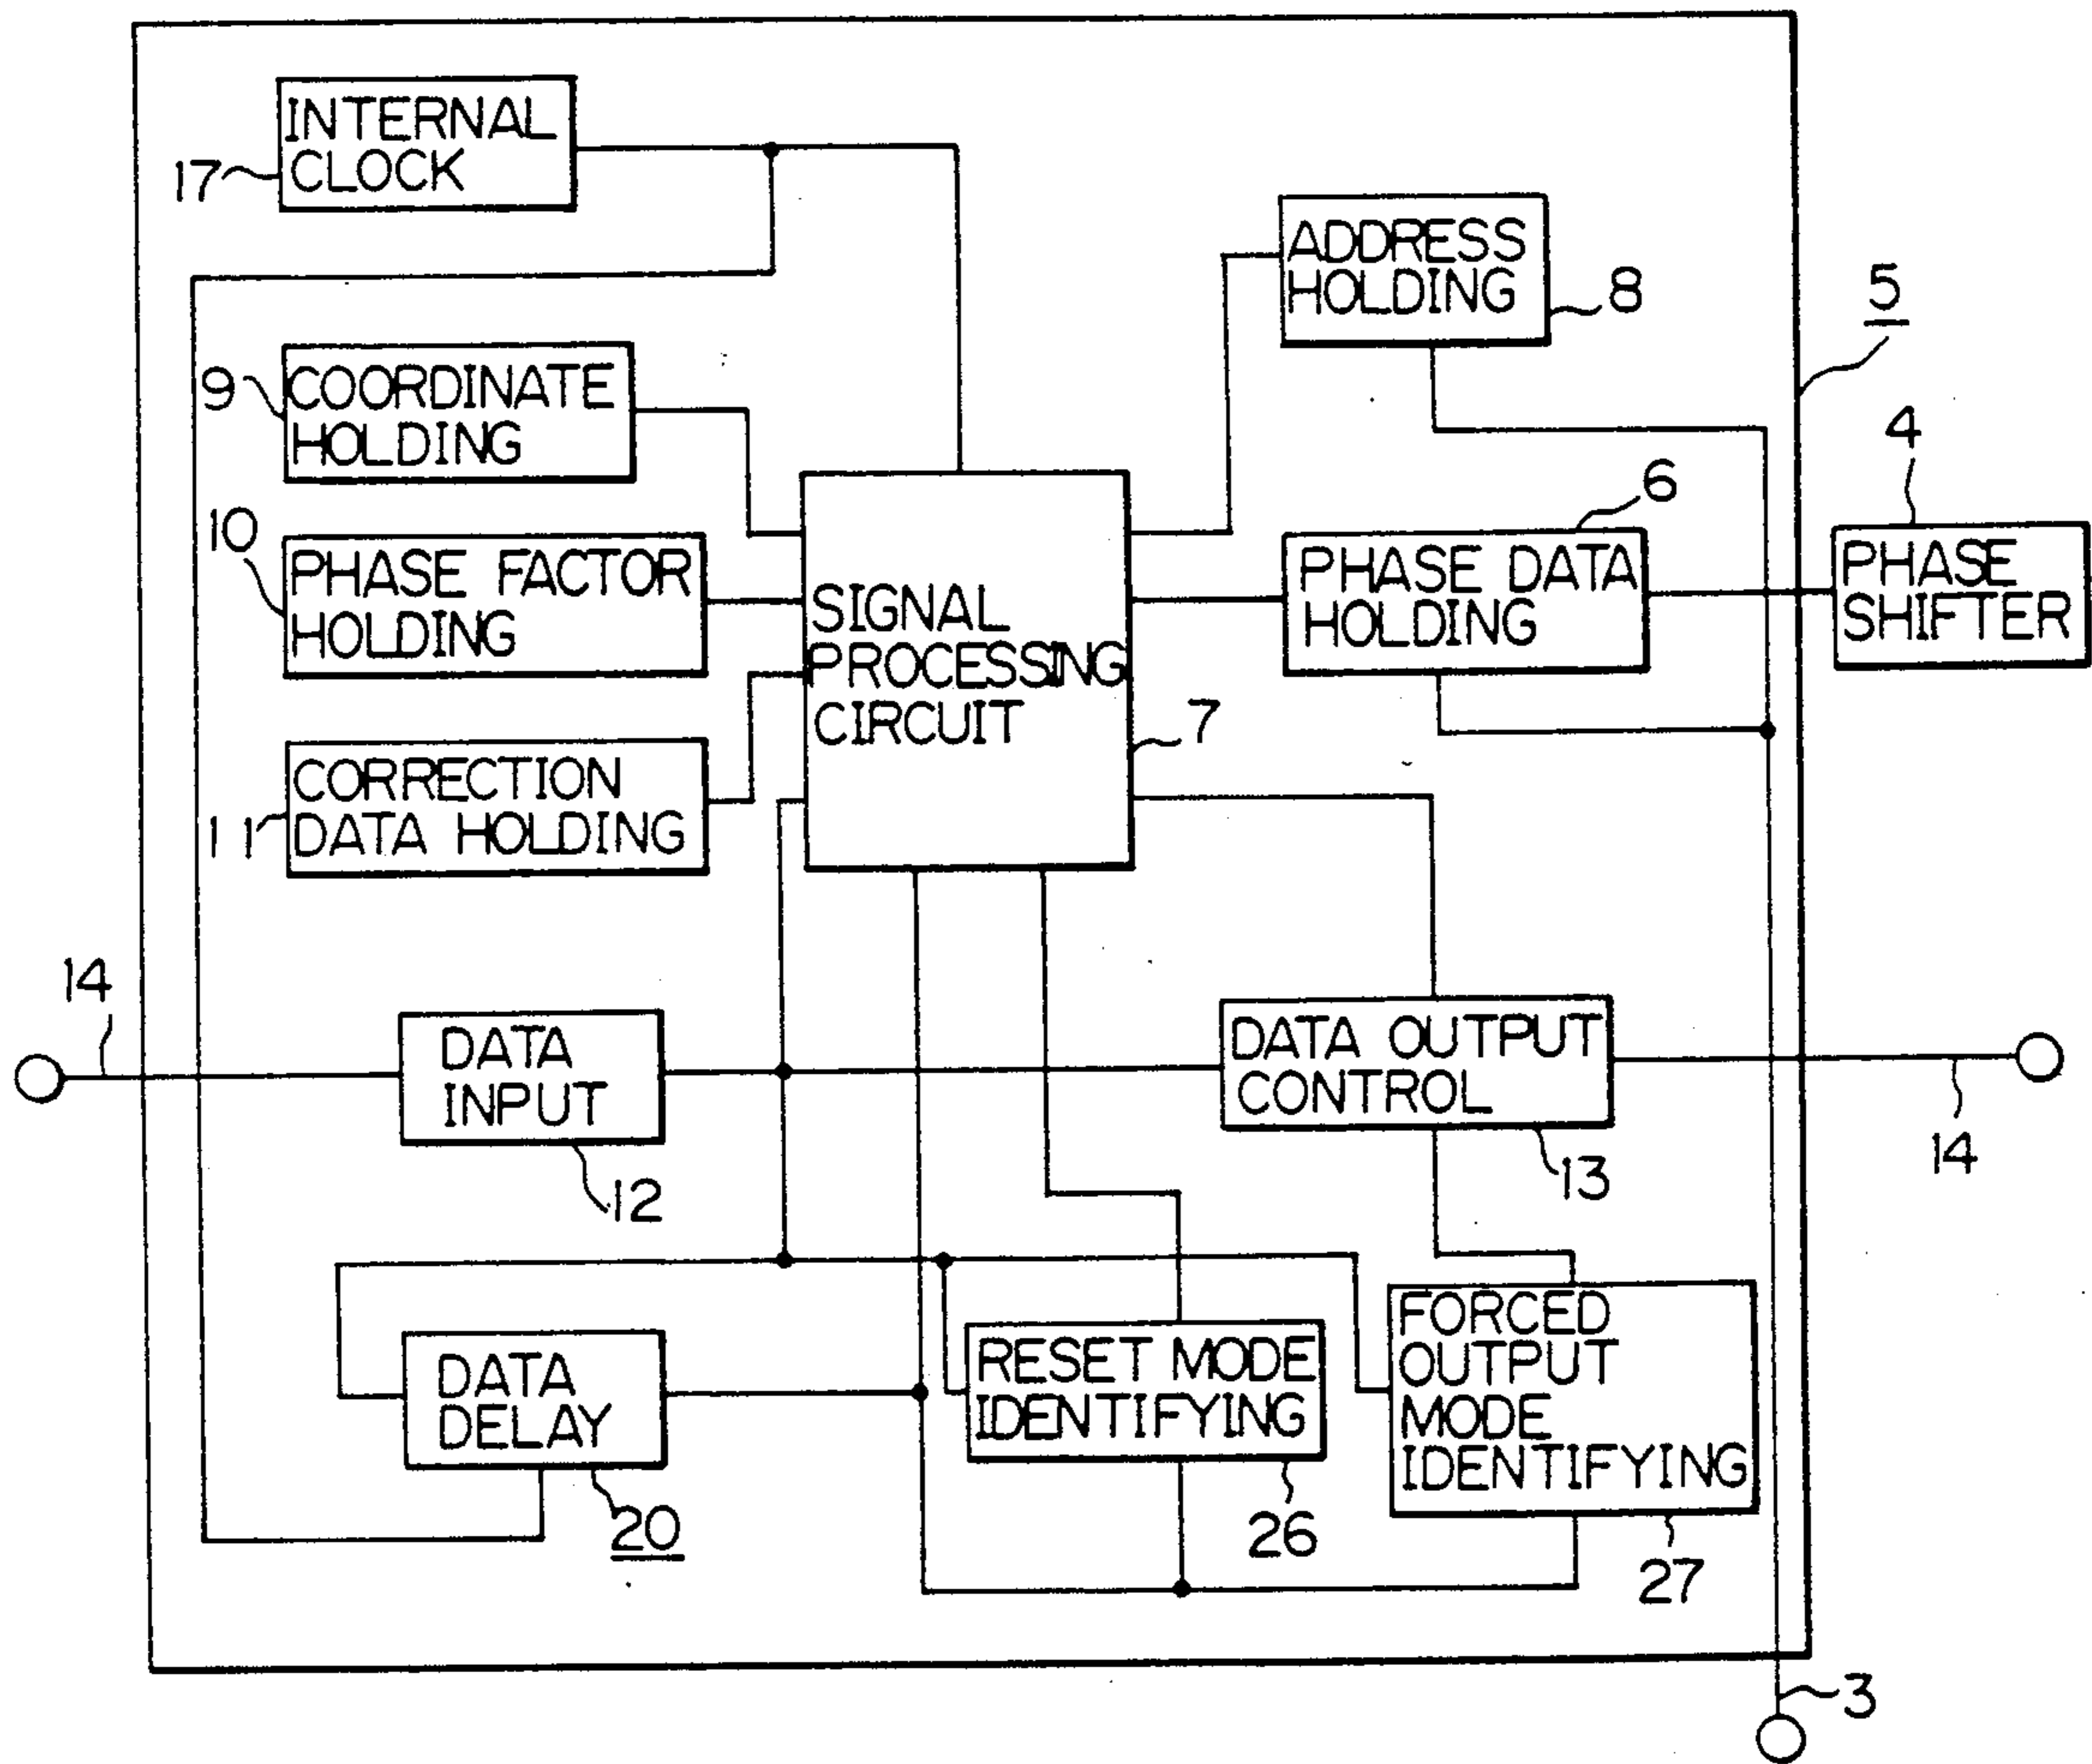 INTERNAL
CLOCK
17
ADDRESS
HOLDING
8
5
9
COORDINATE
HOLDING
4
6
10
PHASE FACTOR
HOLDING
SIGNAL
PROCESSING
CIRCUIT
7
PHASE DATA
HOLDING
PHASE
SHIFTER
11
CORRECTION
DATA HOLDING
14
DATA
INPUT
12
DATA OUTPUT
CONTROL
13
14
DATA
DELAY
20
RESET MODE
IDENTIFYING
26
FORCED
OUTPUT
MODE
IDENTIFYING
27
3